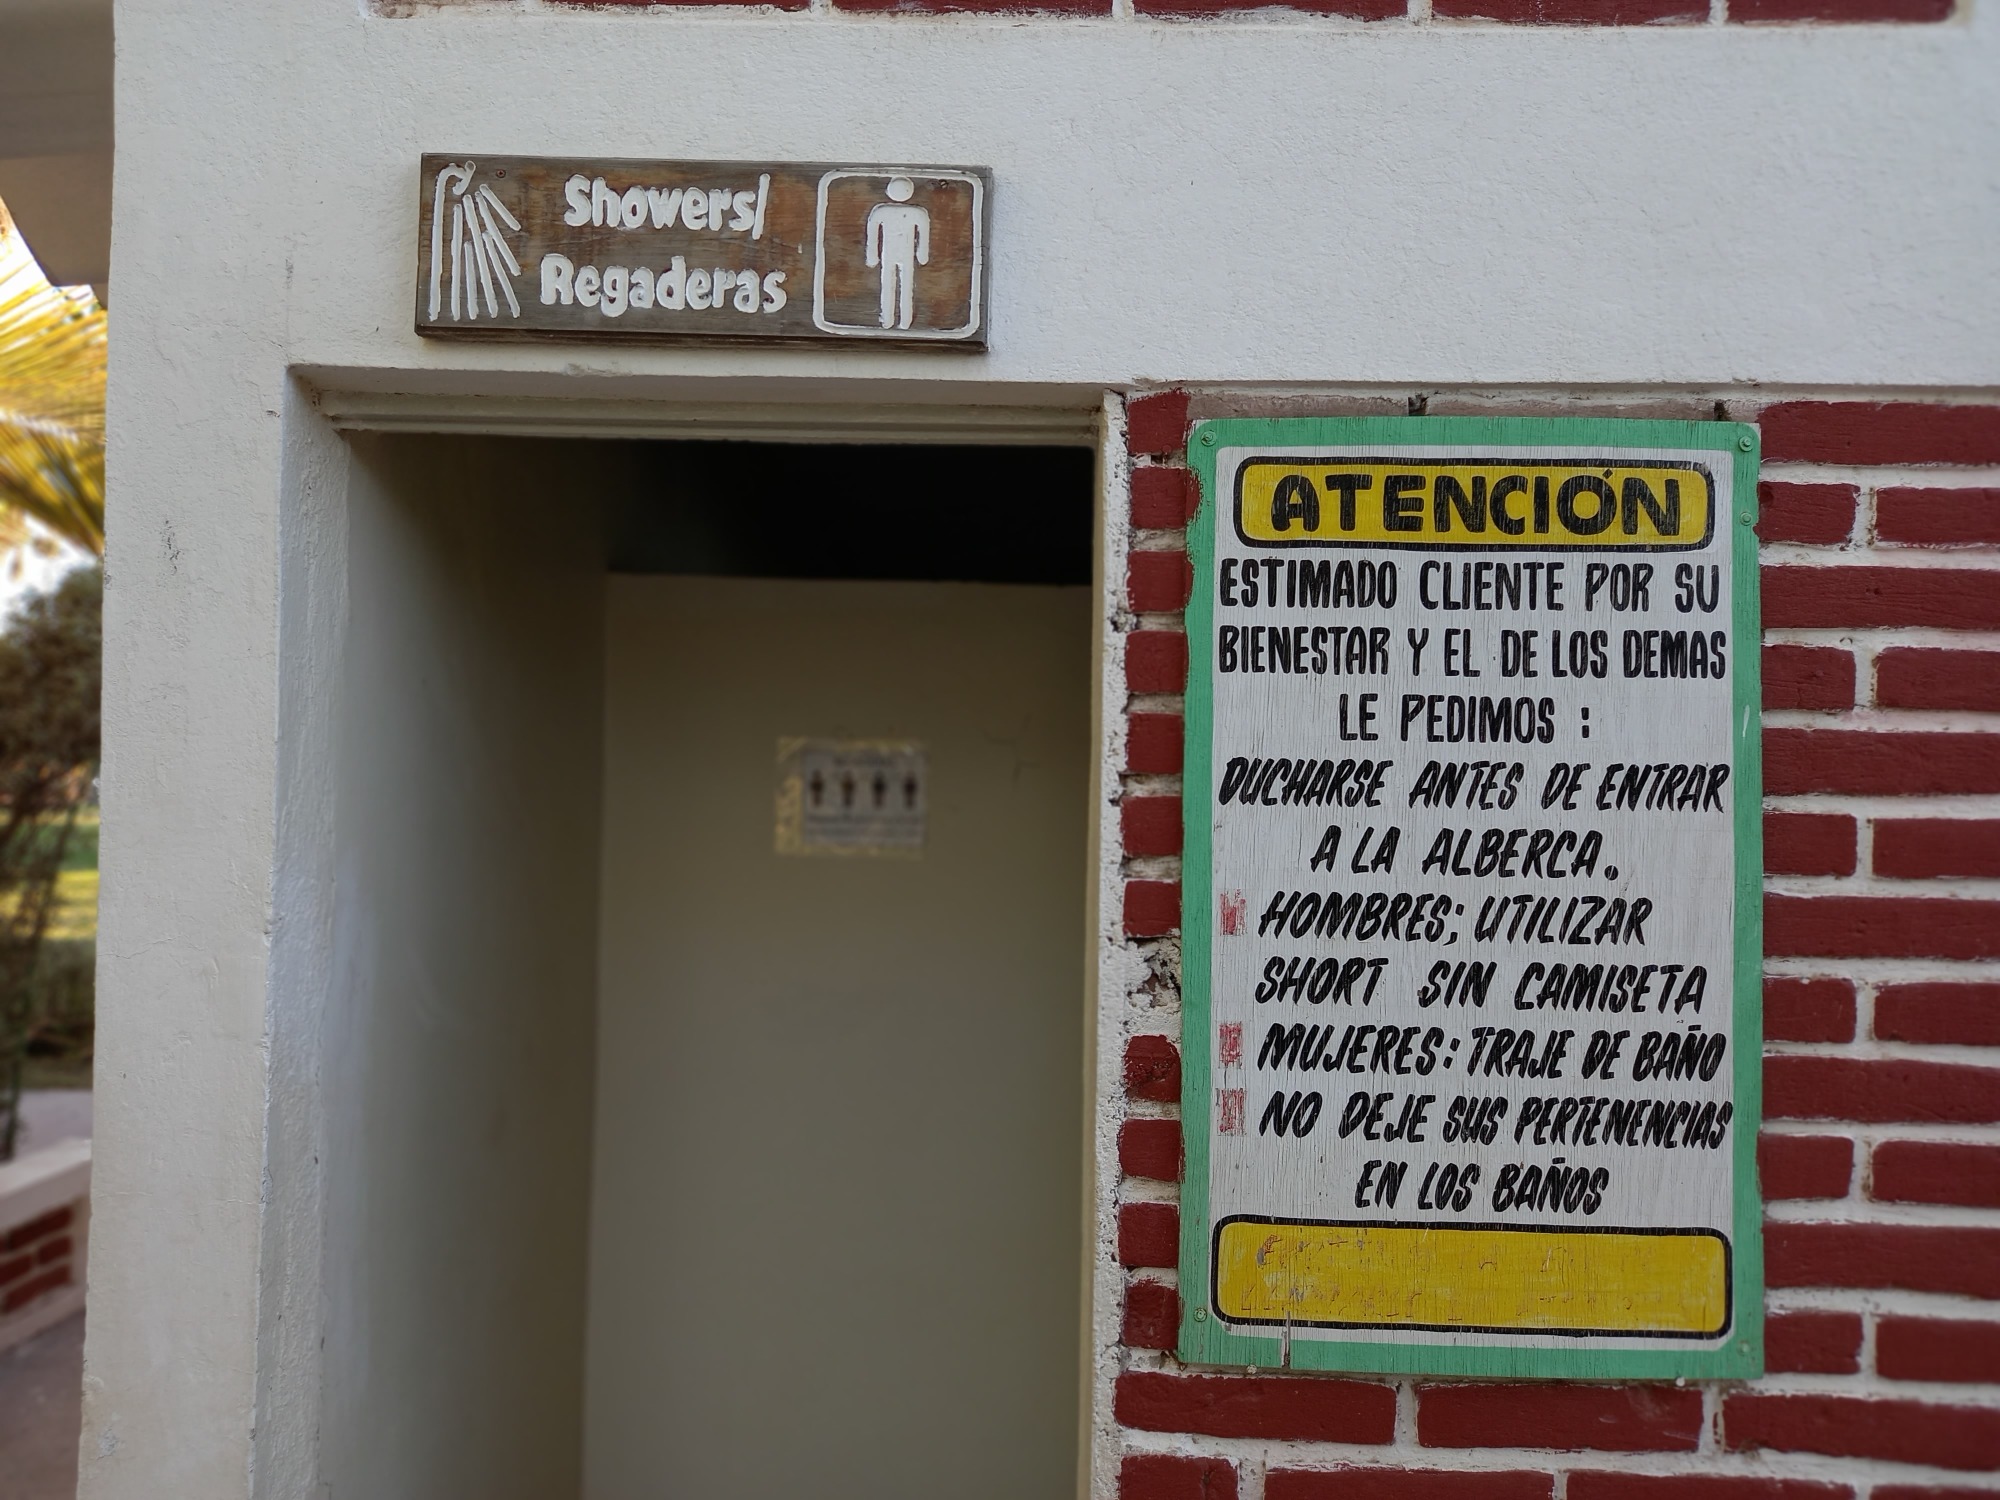 Showers/
Regaderas
ATENCIÓN
ESTIMADO CLIENTE POR SU
BIENESTAR Y EL DE LOS DEMAS
LE PEDIMOS :
DUCHARSE ANTES DE ENTRAR
A LA ALBERCA.
HOMBRES; UTILIZAR
SHORT SIN CAMISETA
MUJERES: TRAJE DE BAÑO
NO DEJE SUS PERTENENCIAS
EN LOS BAÑOS